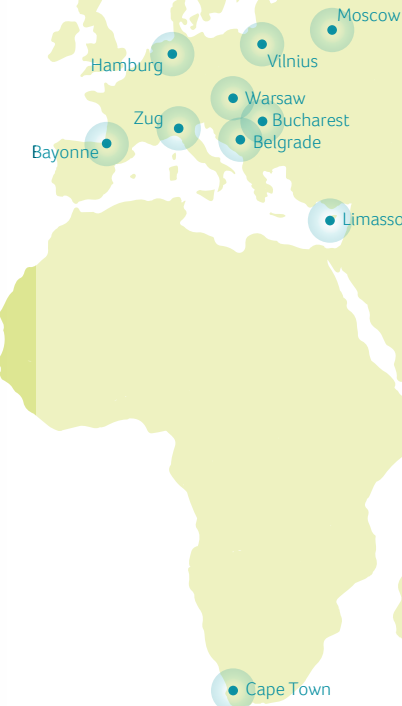 Moscow
Hamburg
Vilnius
Warsaw
Zug
Bucharest
Belgrade
Bayonne
Limasso
Cape Town